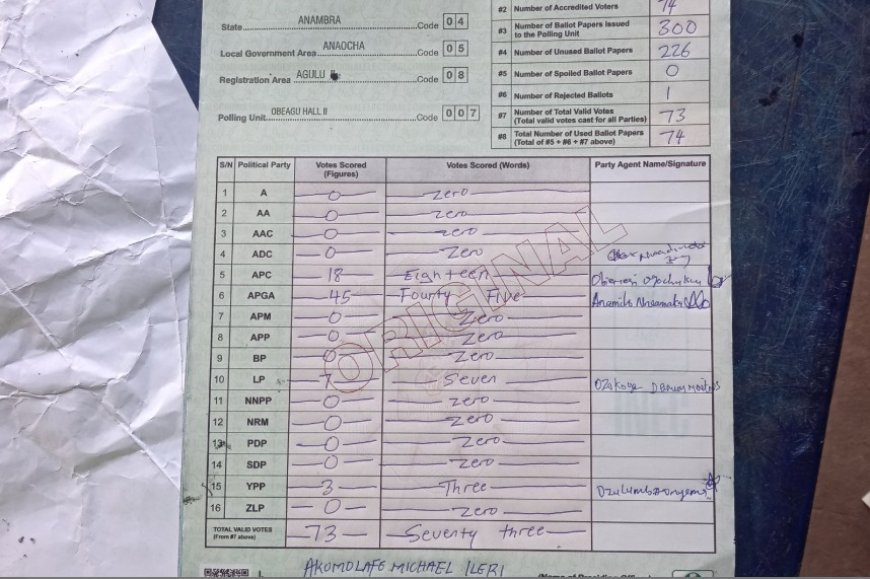 #2 Number of Accredited Voters 74
State ANAMBRA Code 0 4
#3 Number of Ballot Papers Issued to the Polling Unit 300
Local Government Area ANAOCHA Code 0 5
#4 Number of Unused Ballot Papers 226
#5 Number of Spoiled Ballot Papers 0
Registration Area AGULU Code 0 8
#6 Number of Rejected Ballots 1
Polling Unit OBEAGU HALL II Code 0 0 7
#7 Number of Total Valid Votes (Total valid votes cast for all Parties) 73
#8 Total Number of Used Ballot Papers (Total of #5 + #6 + #7 above) 74
S/N Political Party Votes Scored (Figures) Votes Scored (Words) Party Agent Name/Signature
1 A 0 Zero
2 AA 0 Zero
3 AAC 0 Zero
4 ADC 0 Zero
5 APC 18 Eighteen
6 APGA 45 Fourty Five
7 APM 0 Zero
8 APP 0 Zero
9 BP 0 Zero
10 LP 7 Seven
11 NNPP 0 Zero
12 NRM 0 Zero
13 PDP 0 Zero
14 SDP 0 Zero
15 YPP 3 Three
16 ZLP 0 Zero
TOTAL VALID VOTES (From #7 above) 73 Seventy three
ORIGINAL
AKOMOLAFE MICHAEL ILERI